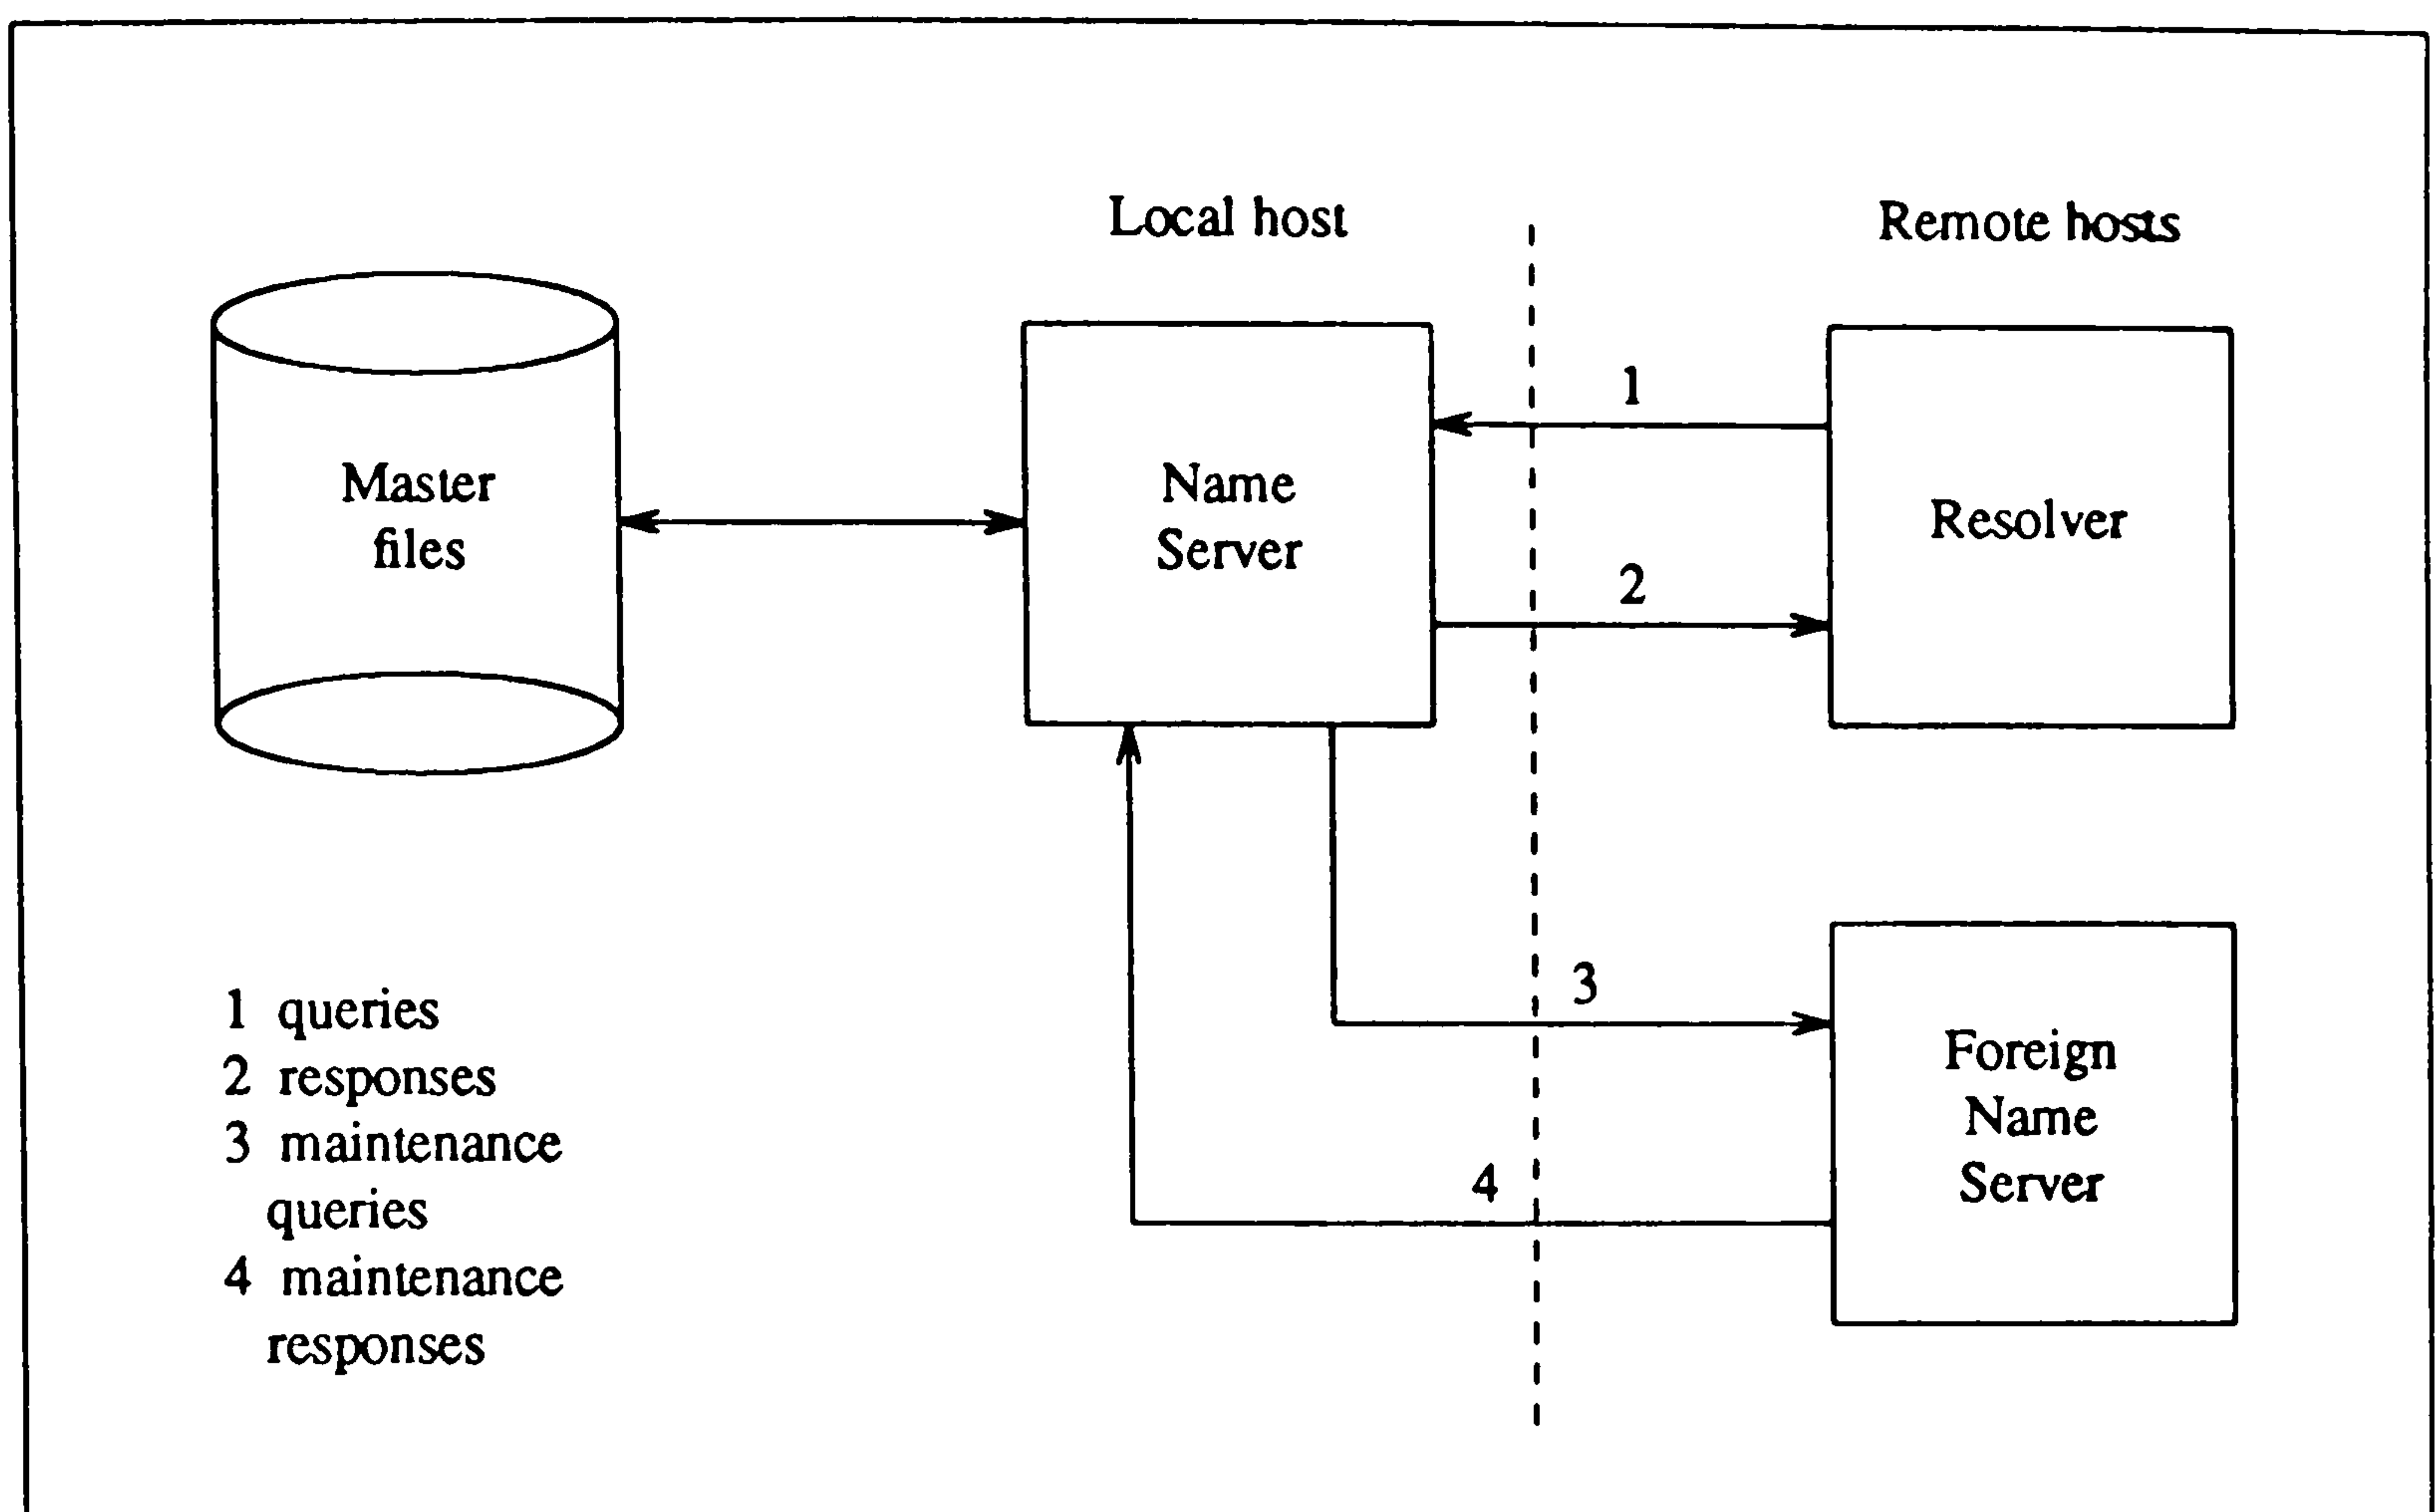 Local host
Remote hosts
Master
files
Name
Server
1
Resolver
2
3
Foreign
Name
Server
4
1 queries
2 responses
3 maintenance
queries
4 maintenance
responses